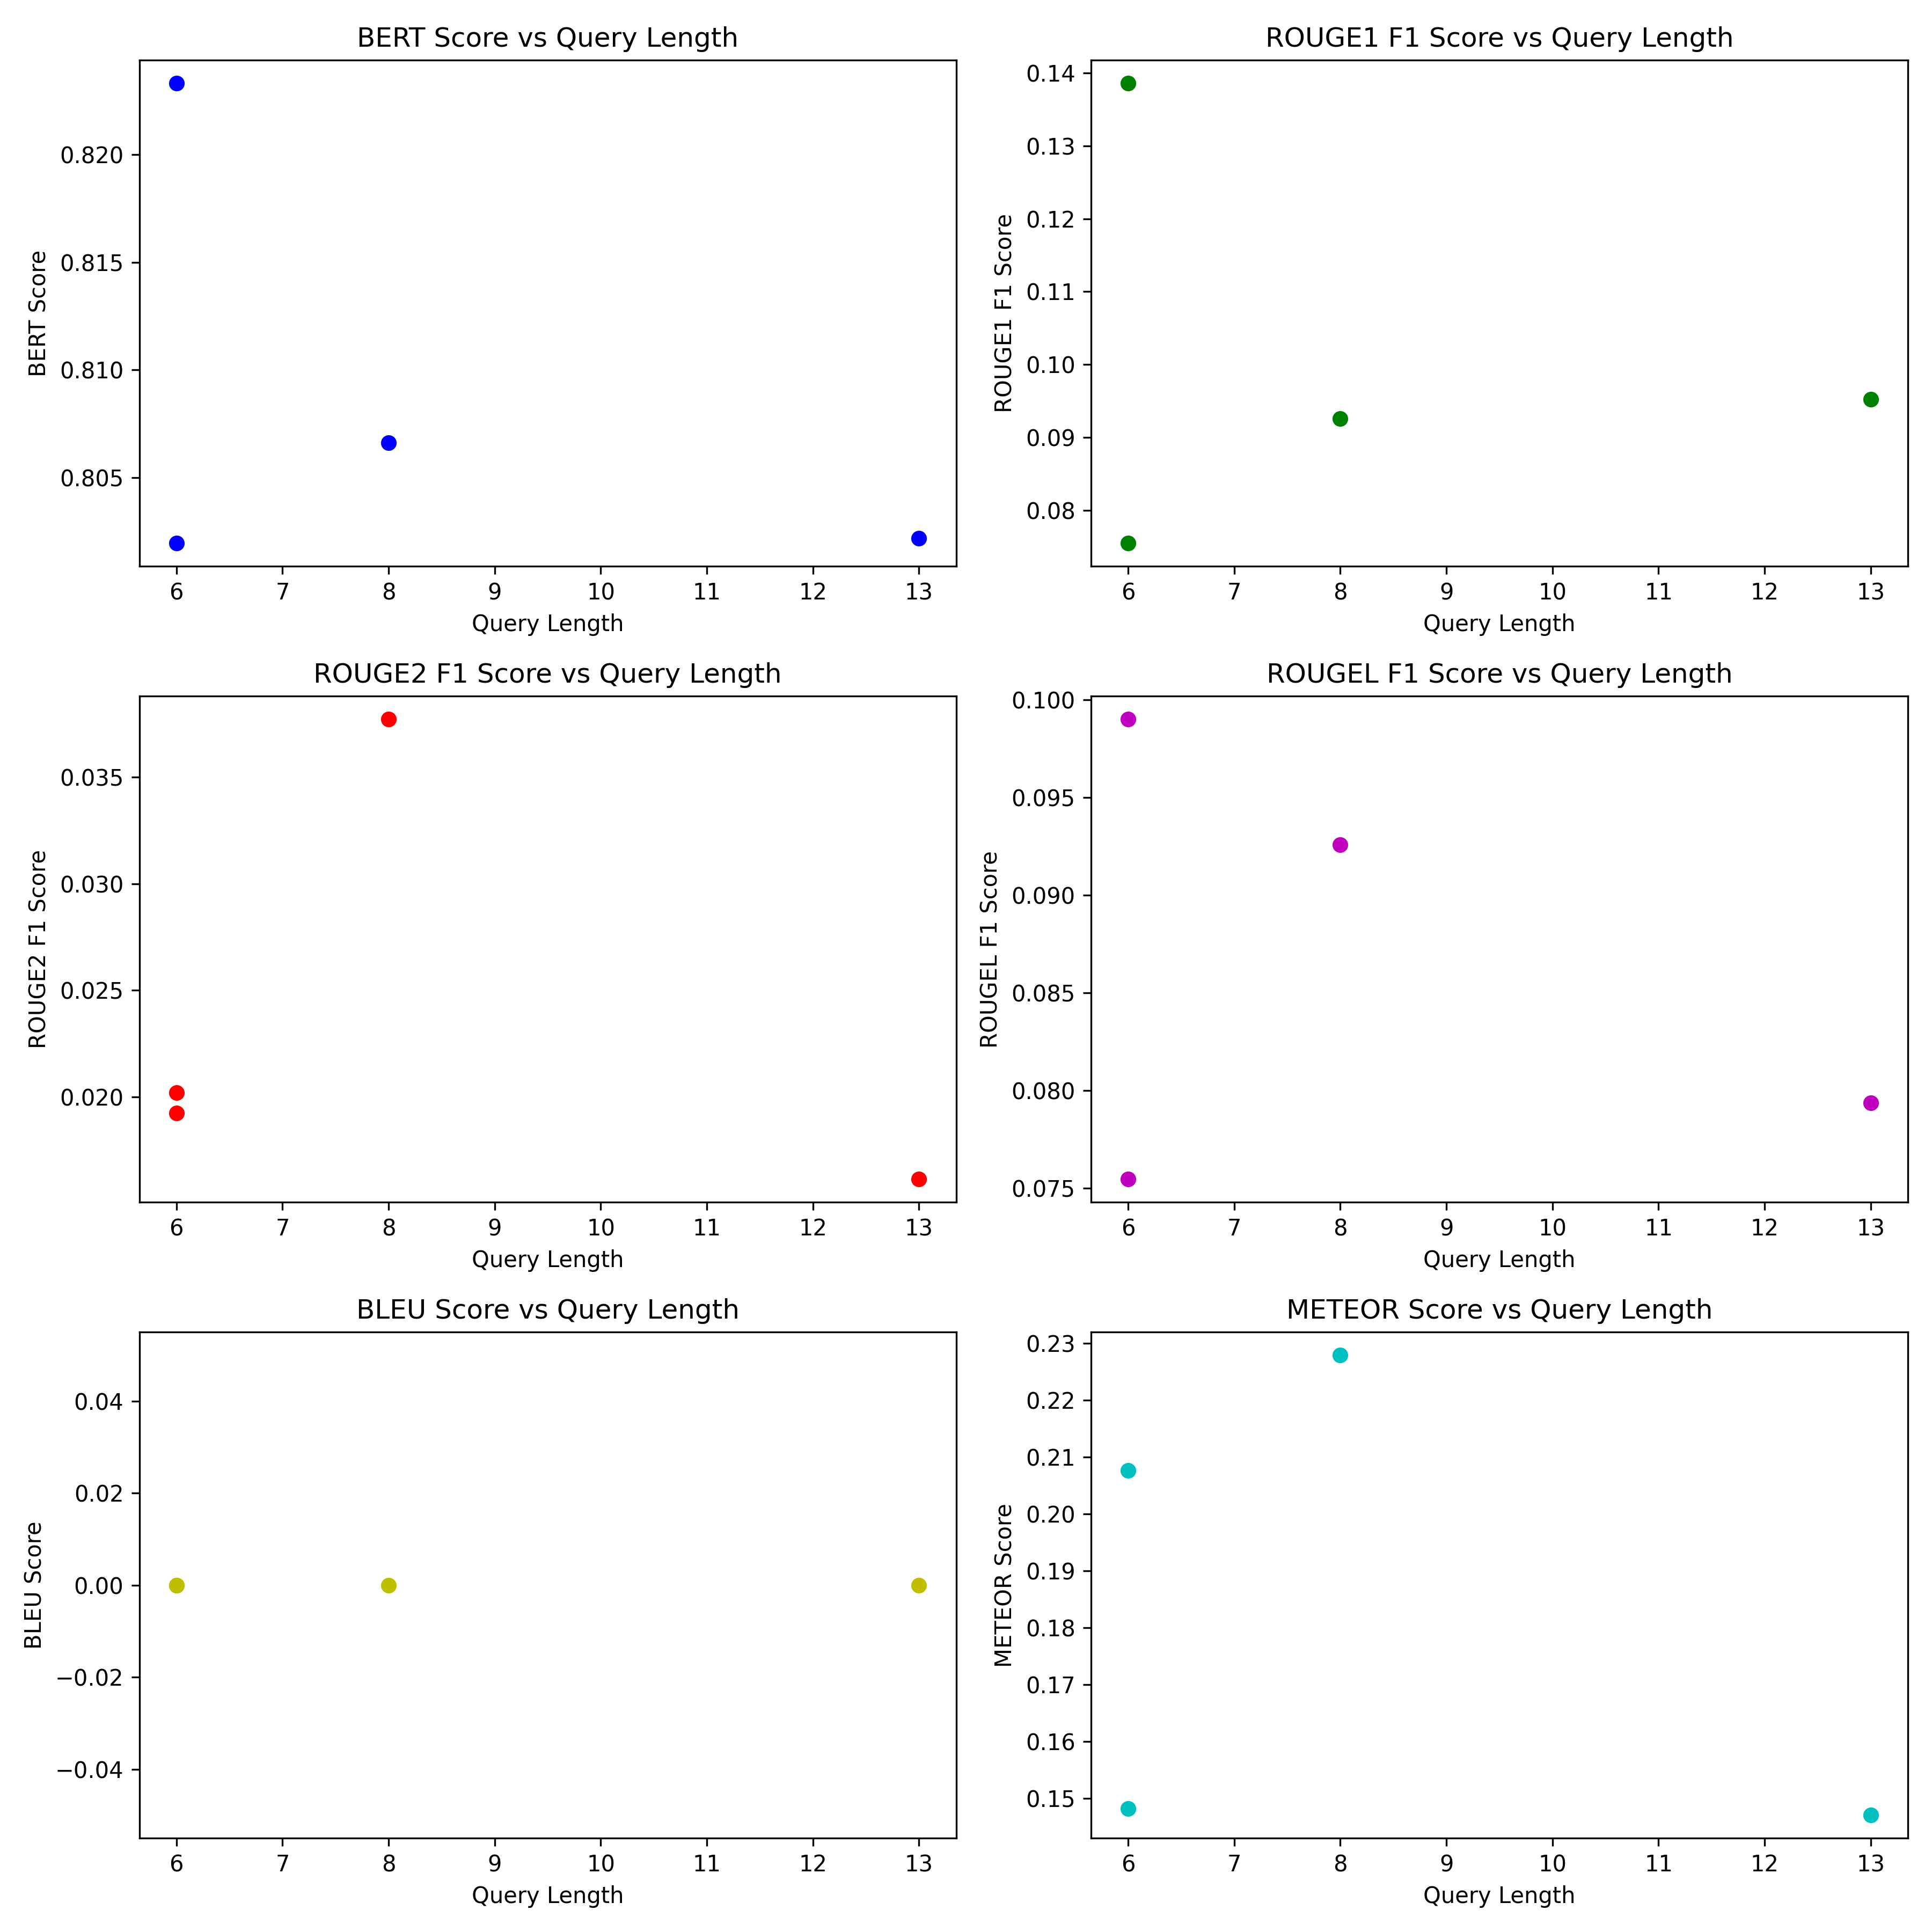 BERT Score vs Query Length
BERT Score
0.820
0.815
0.810
0.805
6 7 8 9 10 11 12 13
Query Length
ROUGE1 F1 Score vs Query Length
ROUGE1 F1 Score
0.14
0.13
0.12
0.11
0.10
0.09
0.08
6 7 8 9 10 11 12 13
Query Length
ROUGE2 F1 Score vs Query Length
ROUGE2 F1 Score
0.035
0.030
0.025
0.020
6 7 8 9 10 11 12 13
Query Length
ROUGEL F1 Score vs Query Length
ROUGEL F1 Score
0.100
0.095
0.090
0.085
0.080
0.075
6 7 8 9 10 11 12 13
Query Length
BLEU Score vs Query Length
BLEU Score
0.04
0.02
0.00
−0.02
−0.04
6 7 8 9 10 11 12 13
Query Length
METEOR Score vs Query Length
METEOR Score
0.23
0.22
0.21
0.20
0.19
0.18
0.17
0.16
0.15
6 7 8 9 10 11 12 13
Query Length